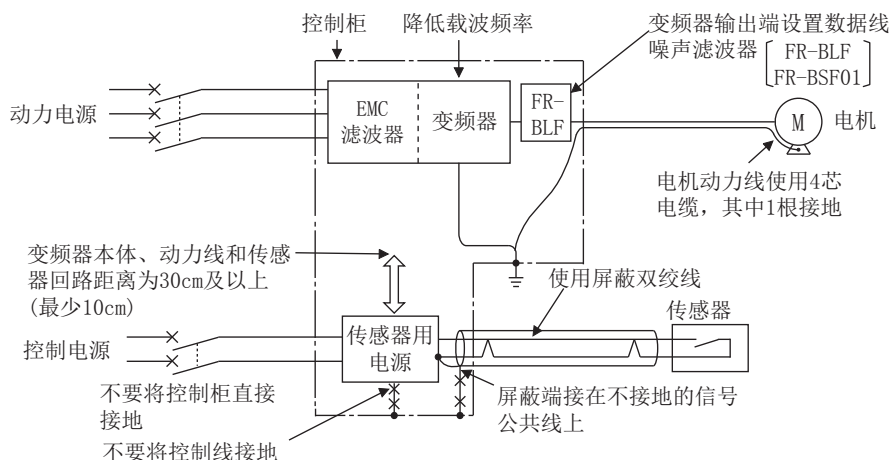 控制柜
降低载波频率
变频器输出端设置数据线
噪声滤波器
FR-BLF
FR-BSF01
动力电源
EMC
滤波器
变频器
FR-
BLF
M
电机
电机动力线使用4芯
电缆，其中1根接地
变频器本体、动力线和传感
器回路距离为30cm及以上
(最少10cm)
使用屏蔽双绞线
传感器
控制电源
传感器用
电源
不要将控制柜直接
接地
屏蔽端接在不接地的信号
公共线上
不要将控制线接地